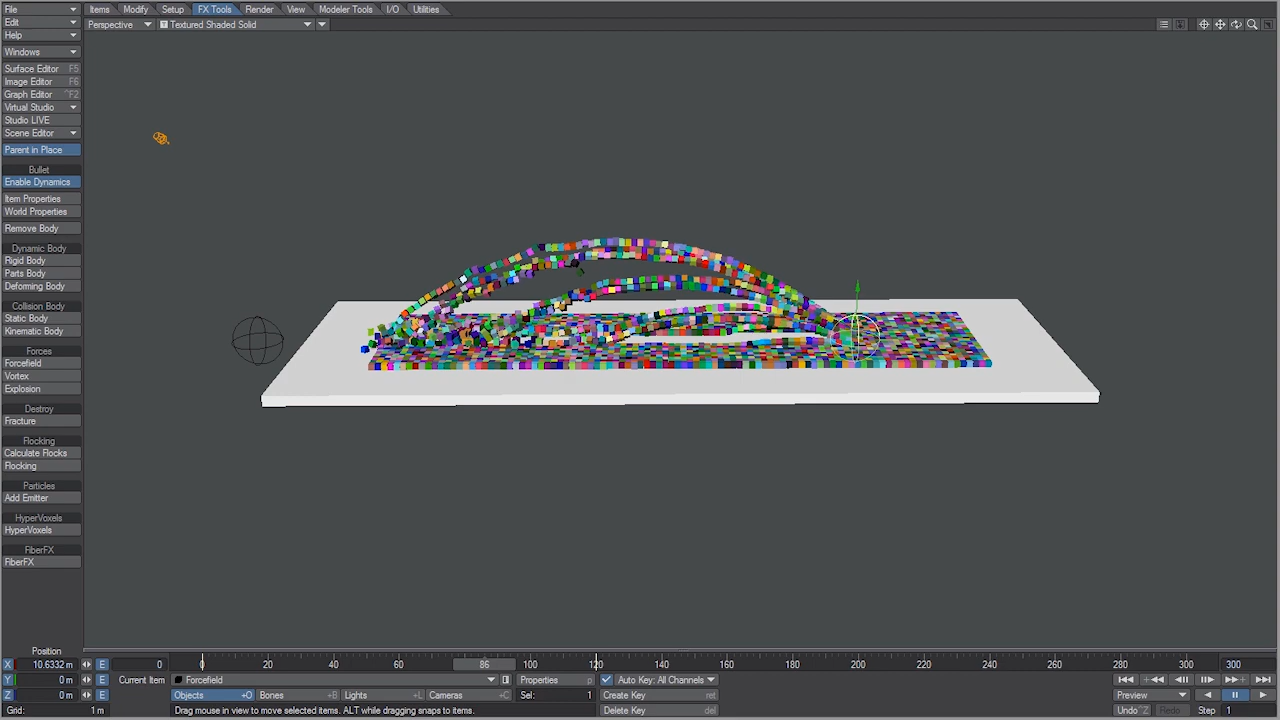 File Items Modify Setup FX Tools Render View Modeler Tools I/O Utilities
Edit Perspective Textured Shaded Solid
Help
Windows
Surface Editor F5
Image Editor F6
Graph Editor ^F2
Virtual Studio
Studio LIVE
Scene Editor
Parent in Place
Bullet
Enable Dynamics
Item Properties
World Properties
Remove Body
Dynamic Body
Rigid Body
Parts Body
Deforming Body
Collision Body
Static Body
Kinematic Body
Forces
Forcefield
Vortex
Explosion
Destroy
Fracture
Flocking
Calculate Flocks
Flocking
Particles
Add Emitter
HyperVoxels
HyperVoxels
FiberFX
FiberFX
Position
X 10.6332 m E 0 0 20 40 60 86 100 120 140 160 180 200 220 240 260 280 300 300
Y 0 m E Current Item Forcefield Properties p Auto Key: All Channels
Z 0 m E Objects +O Bones +B Lights +L Cameras +C Sel: 1 Create Key ret Preview
Grid: 1 m Drag mouse in view to move selected items. ALT while dragging snaps to items. Delete Key del Undo ^Z Redo Step 1